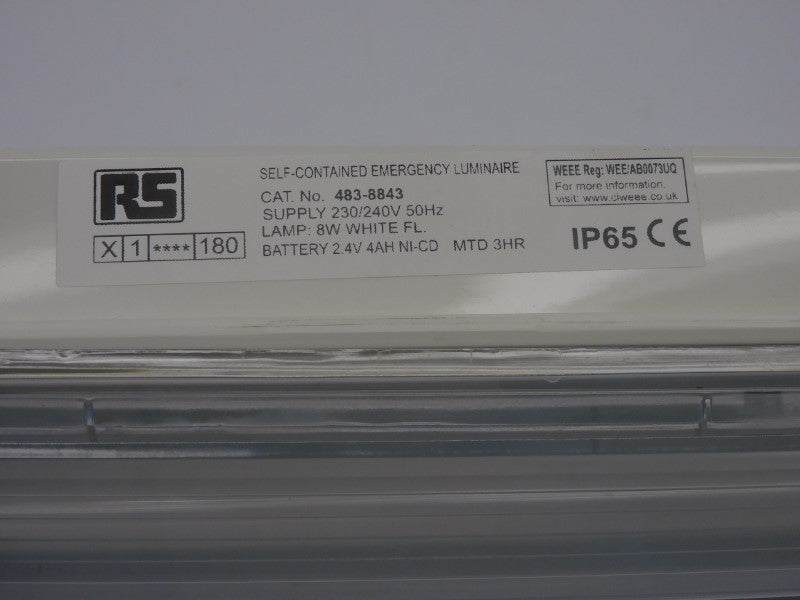 RS
X 1 **** 180
SELF-CONTAINED EMERGENCY LUMINAIRE
CAT. No. 483-8843
SUPPLY 230/240V 50Hz
LAMP: 8W WHITE FL.
BATTERY 2.4V 4AH NI-CD MTD 3HR
WEEE Reg: WEE/AB0073UQ
For more information,
visit: www.clweee.co.uk
IP65 CE